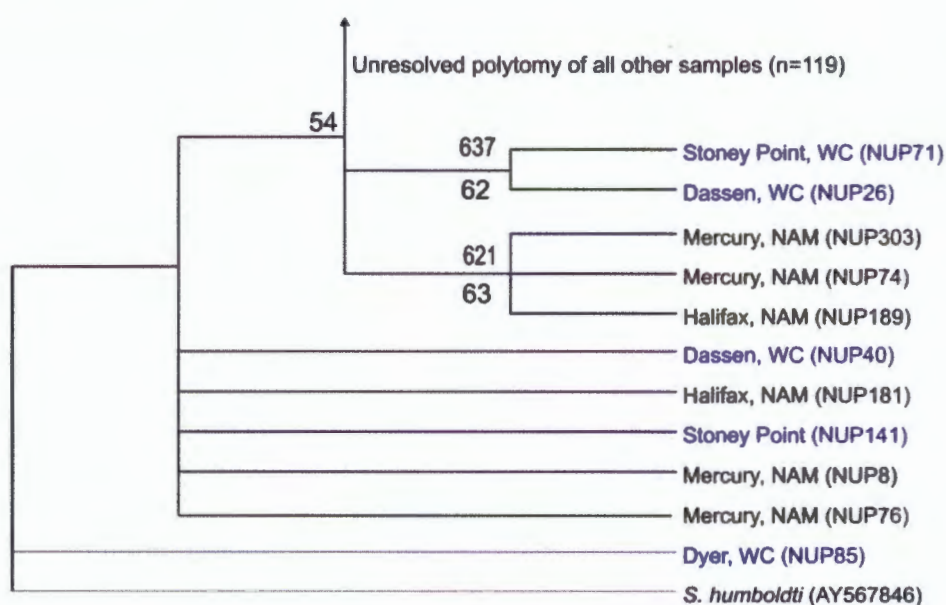 Unresolved polytomy of all other samples (n=119)
54
637
Stoney Point, WC (NUP71)
62
Dassen, WC (NUP26)
Mercury, NAM (NUP303)
621
Mercury, NAM (NUP74)
63
Halifax, NAM (NUP189)
Dassen, WC (NUP40)
Halifax, NAM (NUP181)
Stoney Point (NUP141)
Mercury, NAM (NUP8)
Mercury, NAM (NUP76)
Dyer, WC (NUP85)
S. humboldti (AY567846)